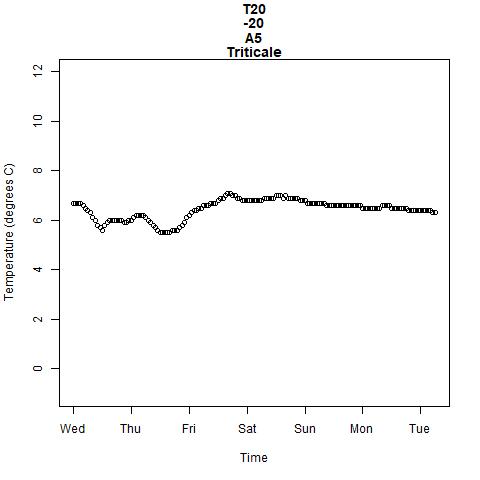 T20
-20
A5
Triticale
Temperature (degrees C)
12
10
8
6
4
2
0
Wed Thu Fri Sat Sun Mon Tue
Time